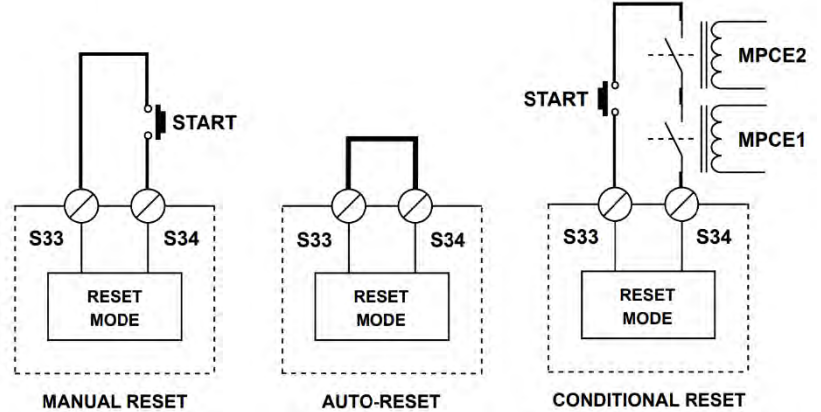 START
S33
S34
RESET
MODE
MANUAL RESET
S33
S34
RESET
MODE
AUTO-RESET
MPCE2
START
MPCE1
S33
S34
RESET
MODE
CONDITIONAL RESET